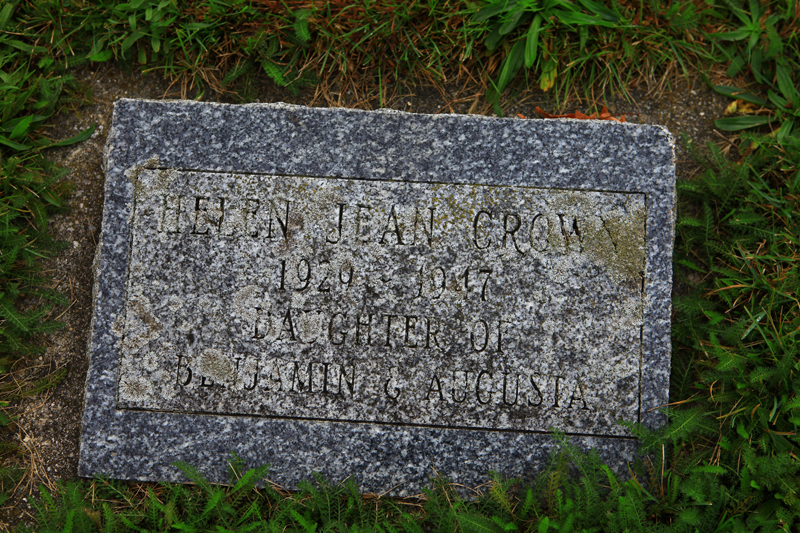 HELEN JEAN CROWN
1929 - 1947
DAUGHTER OF
BENJAMIN & AUGUSTA